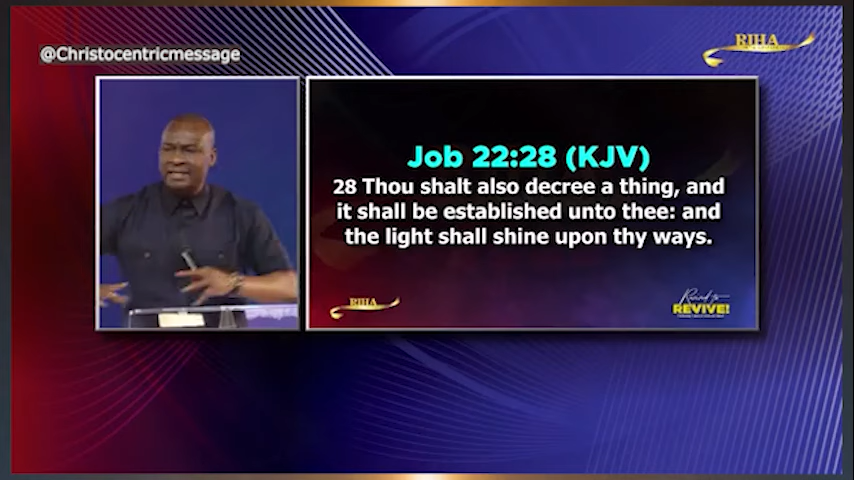 @Christocentricmessage
RIHA
Job 22:28 (KJV)
28 Thou shalt also decree a thing, and
it shall be established unto thee: and
the light shall shine upon thy ways.
RIHA
REVIVE!